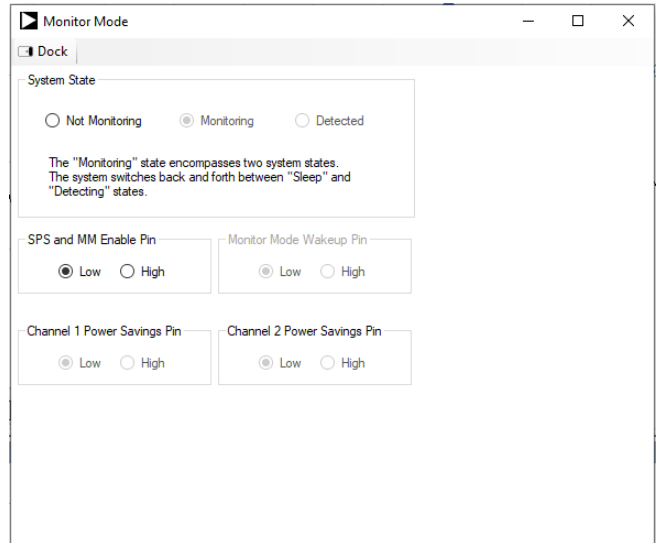 Monitor Mode
Dock
System State
Not Monitoring Monitoring Detected
The "Monitoring" state encompasses two system states.
The system switches back and forth between "Sleep" and
"Detecting" states.
SPS and MM Enable Pin Monitor Mode Wakeup Pin
Low High Low High
Channel 1 Power Savings Pin Channel 2 Power Savings Pin
Low High Low High